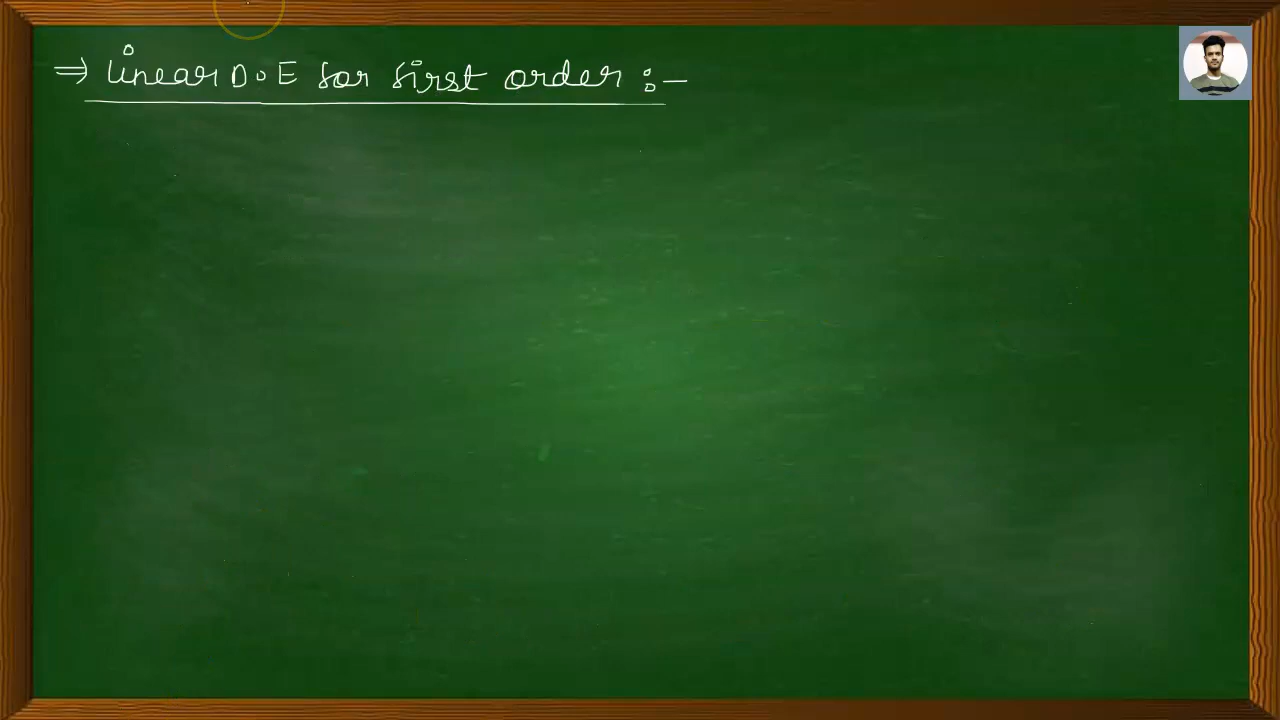 ⇒ linear D.E for first order :-